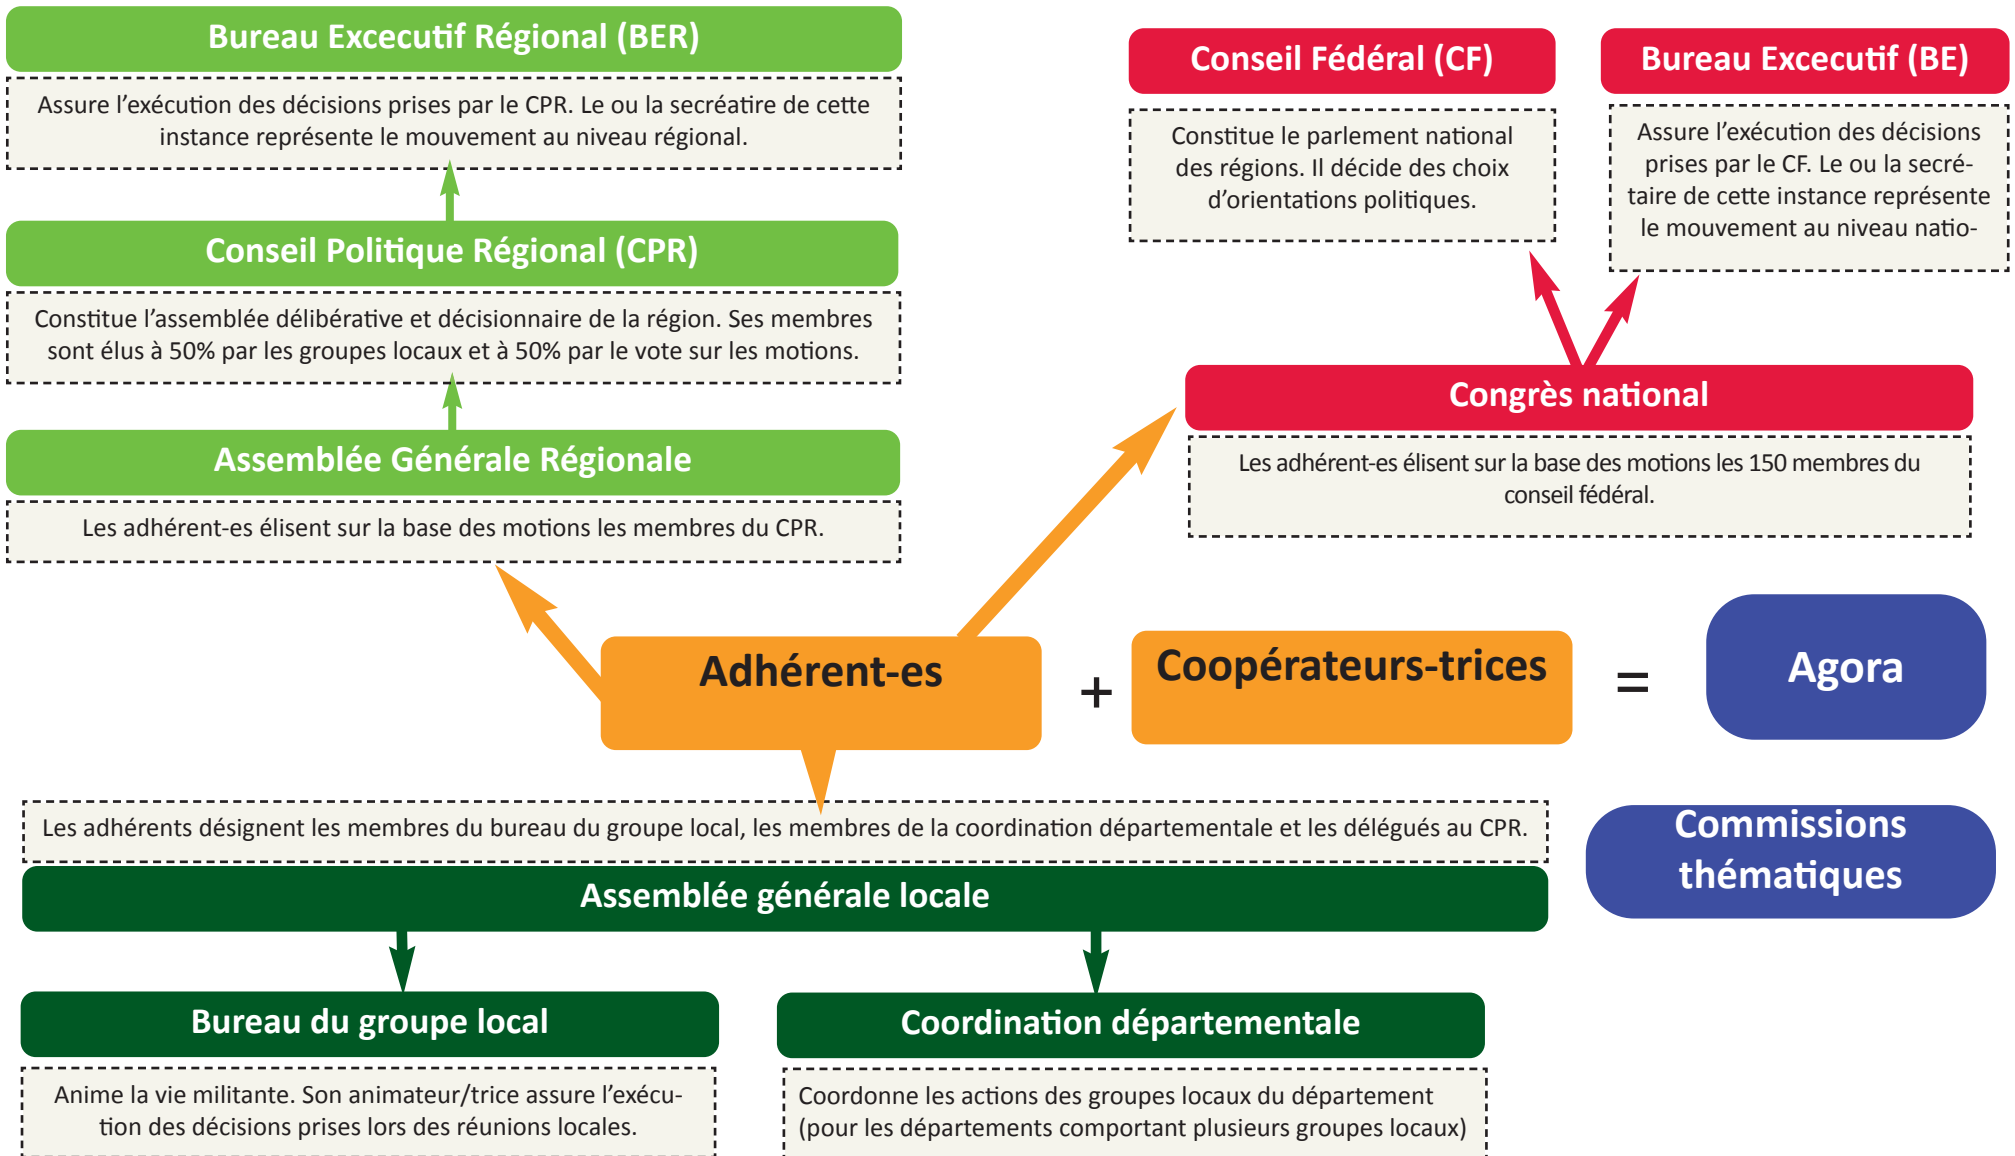 Bureau Excecutif Régional (BER)
Assure l'exécution des décisions prises par le CPR. Le ou la secréatire de cette
instance représente le mouvement au niveau régional.
Conseil Politique Régional (CPR)
Constitue l'assemblée délibérative et décisionnaire de la région. Ses membres
sont élus à 50% par les groupes locaux et à 50% par le vote sur les motions.
Assemblée Générale Régionale
Les adhérent-es élisent sur la base des motions les membres du CPR.
Conseil Fédéral (CF)
Constitue le parlement national
des régions. Il décide des choix
d'orientations politiques.
Bureau Excecutif (BE)
Assure l'exécution des décisions
prises par le CF. Le ou la secré-
taire de cette instance représente
le mouvement au niveau natio-
Congrès national
Les adhérent-es élisent sur la base des motions les 150 membres du
conseil fédéral.
Adhérent-es
+
Coopérateurs-trices
=
Agora
Les adhérents désignent les membres du bureau du groupe local, les membres de la coordination départementale et les délégués au CPR.
Assemblée générale locale
Commissions
thématiques
Bureau du groupe local
Anime la vie militante. Son animateur/trice assure l'exécu-
tion des décisions prises lors des réunions locales.
Coordination départementale
Coordonne les actions des groupes locaux du département
(pour les départements comportant plusieurs groupes locaux)